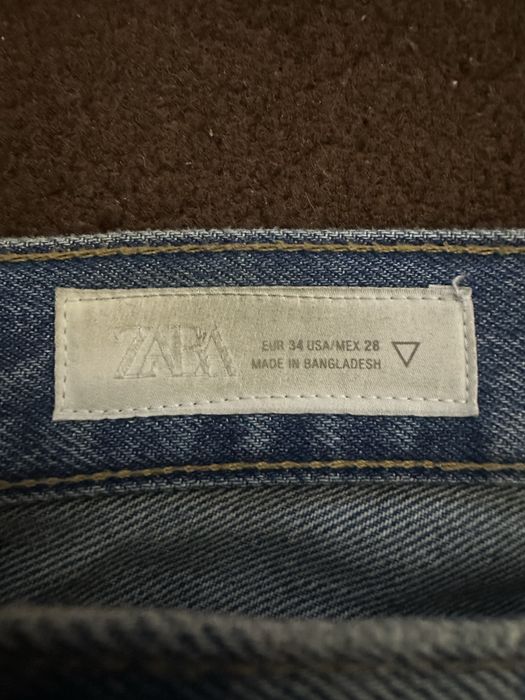 ZARA
EUR 34 USA/MEX 28
MADE IN BANGLADESH